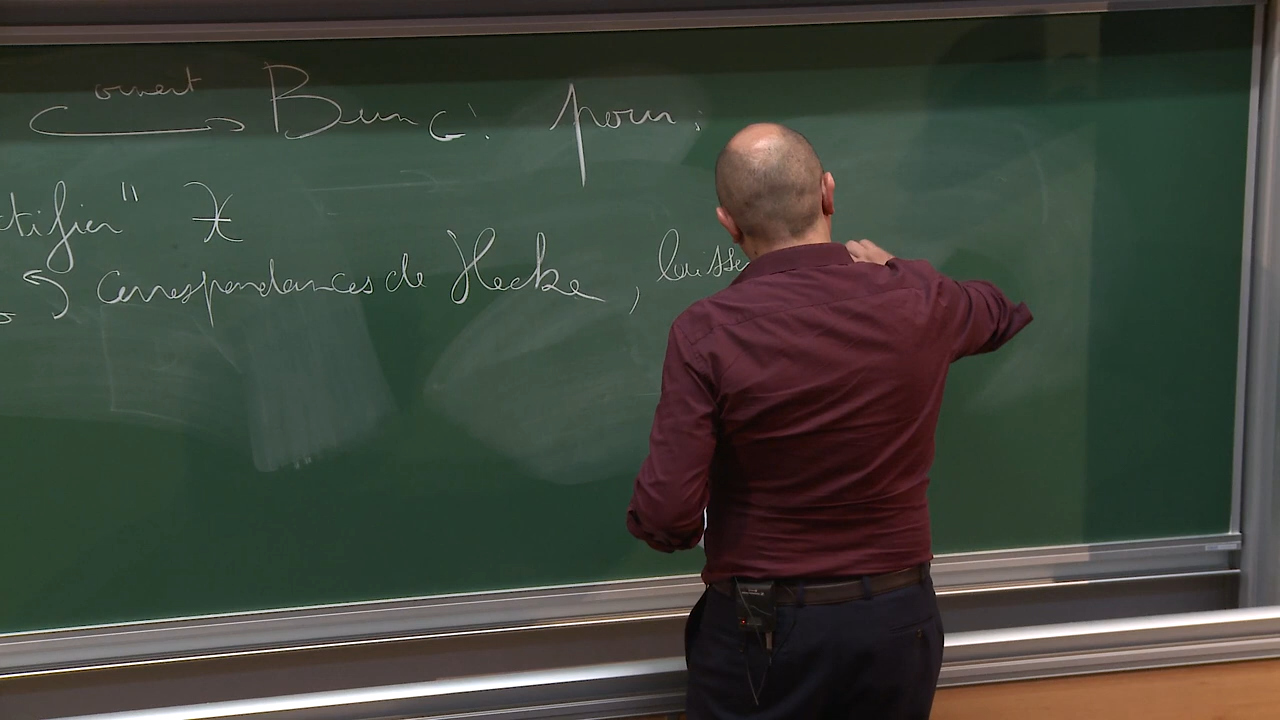 ouvert
Bun G' pour :
tifier"
correspondances de Hecke , laisse